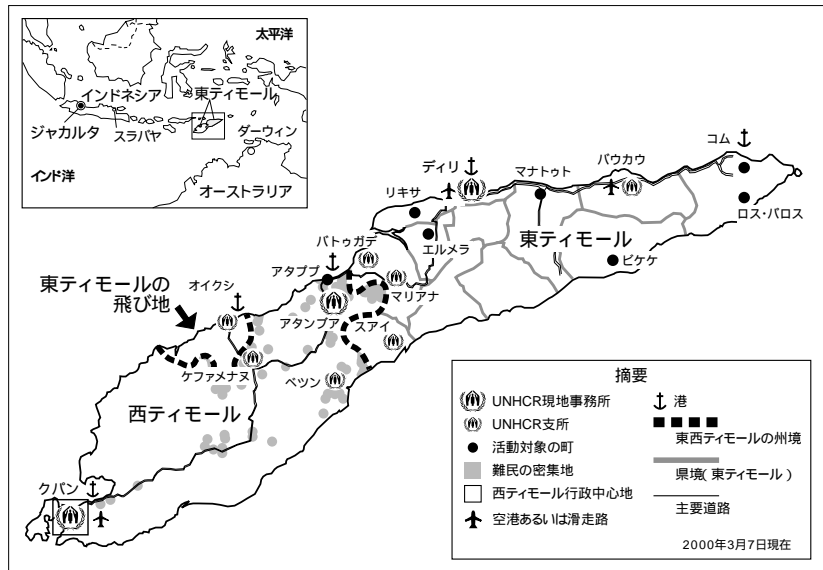 太平洋
インドネシア
東ティモール
ジャカルタ
スラバヤ
ダーウィン
インド洋
オーストラリア
コム
ディリ
マナトゥト
バウカウ
リキサ
ロス・パロス
バトゥガデ
エルメラ
東ティモール
ビケケ
アタププ
東ティモールの
飛び地
オイクシ
マリアナ
アタンブア
スアイ
ケファメナヌ
ベツン
西ティモール
クパン
摘要
UNHCR現地事務所
UNHCR支所
活動対象の町
難民の密集地
西ティモール行政中心地
空港あるいは滑走路
港
東西ティモールの州境
県境(東ティモール)
主要道路
2000年3月7日現在